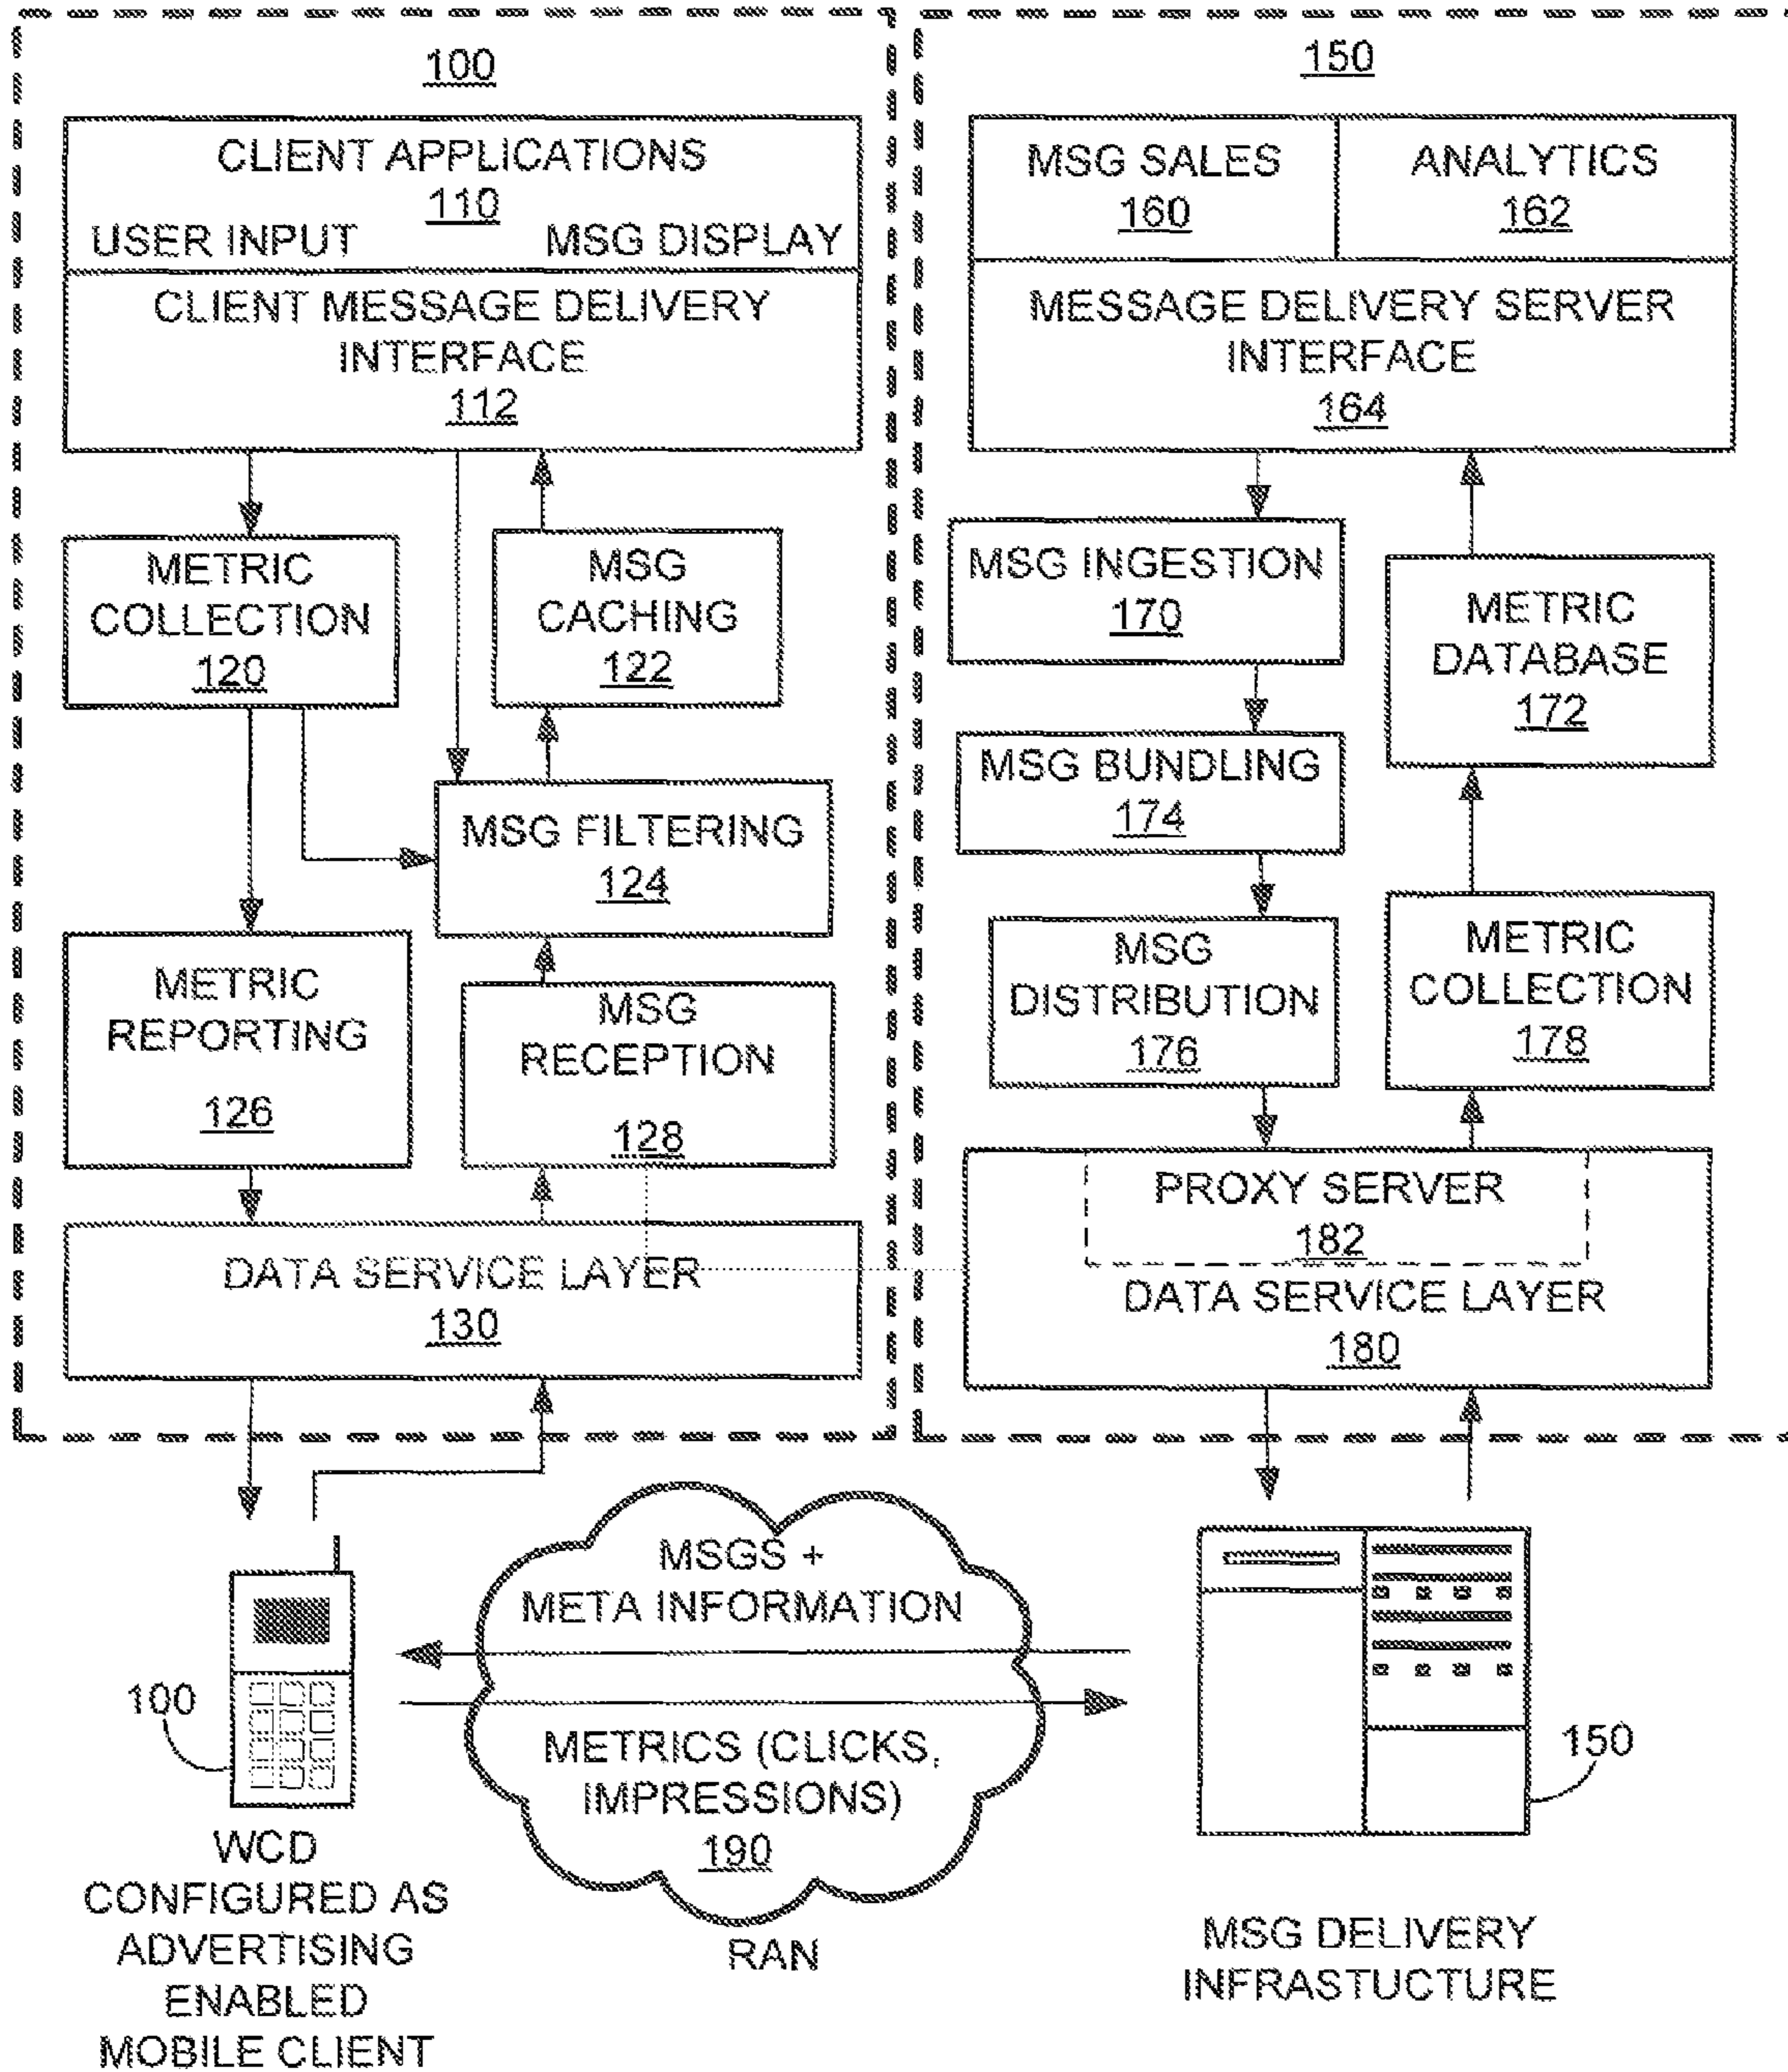 100
CLIENT APPLICATIONS
110
USER INPUT
MSG DISPLAY
CLIENT MESSAGE DELIVERY
INTERFACE
112
METRIC
COLLECTION
120
MSG
CACHING
122
MSG FILTERING
124
METRIC
REPORTING
126
MSG
RECEPTION
128
DATA SERVICE LAYER
130
150
MSG SALES
160
ANALYTICS
162
MESSAGE DELIVERY SERVER
INTERFACE
164
MSG INGESTION
170
METRIC
DATABASE
172
MSG BUNDLING
174
MSG
DISTRIBUTION
176
METRIC
COLLECTION
178
PROXY SERVER
182
DATA SERVICE LAYER
180
100
WCD
CONFIGURED AS
ADVERTISING
ENABLED
MOBILE CLIENT
MSGS +
META INFORMATION
METRICS (CLICKS,
IMPRESSIONS)
190
RAN
150
MSG DELIVERY
INFRASTUCTURE